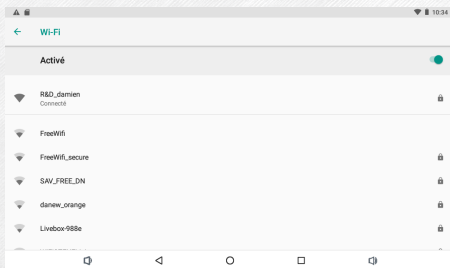 10:34
Wi-Fi
Activé
R&D_damien
Connecté
FreeWifi
FreeWifi_secure
SAV_FREE_DN
danew_orange
Livebox-988e